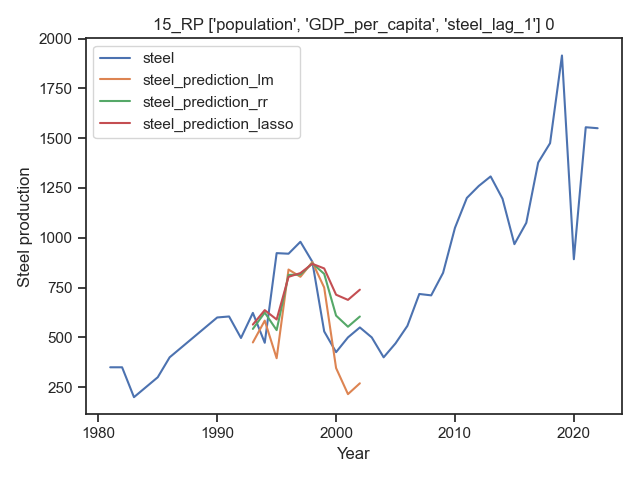 15_RP ['population', 'GDP_per_capita', 'steel_lag_1'] 0
steel
steel_prediction_lm
steel_prediction_rr
steel_prediction_lasso
Steel production
2000
1750
1500
1250
1000
750
500
250
1980
1990
2000
2010
2020
Year